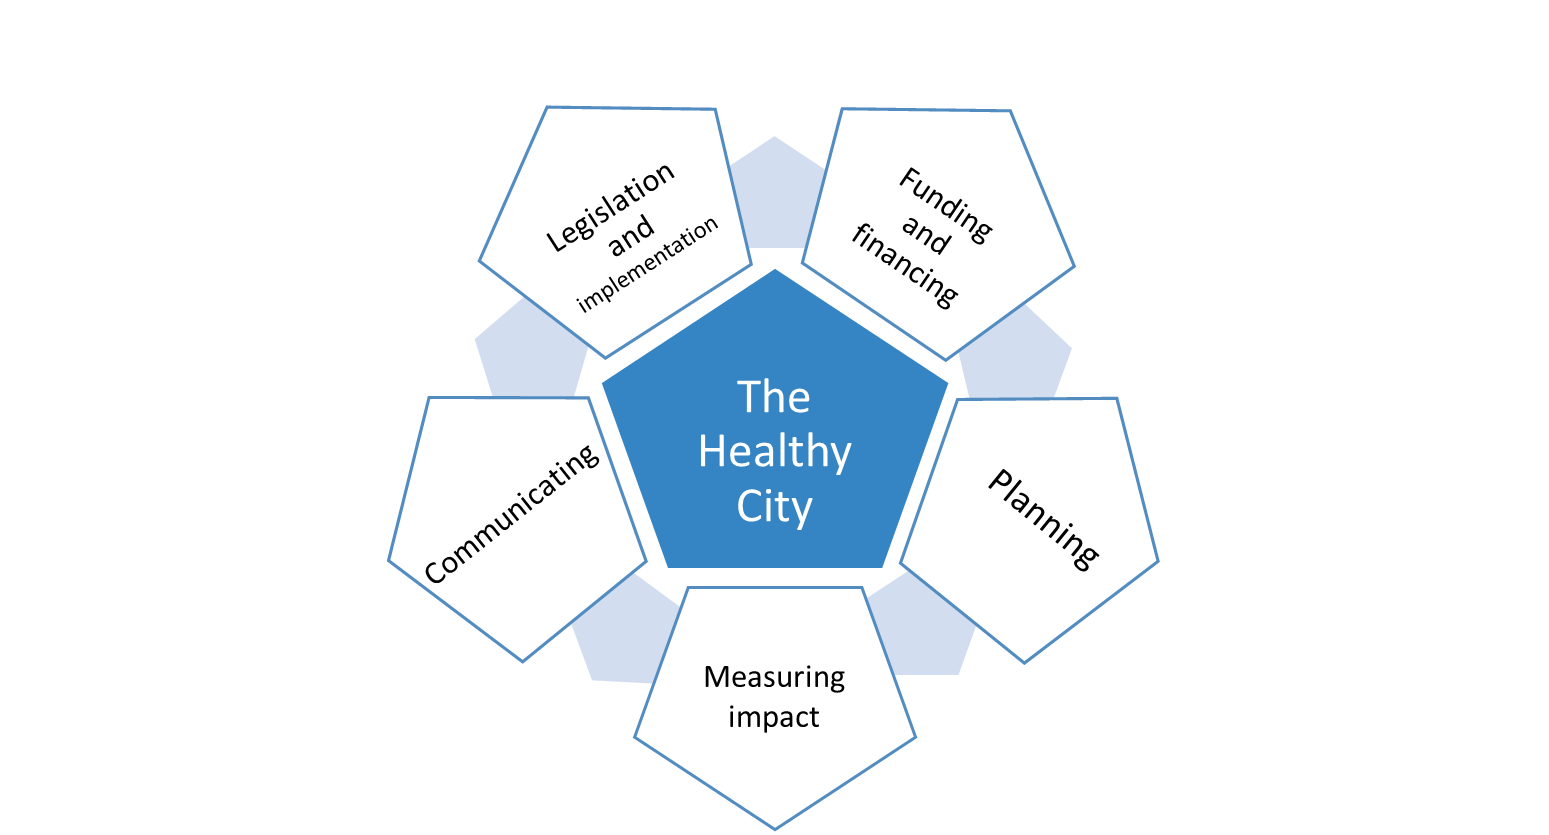 Legislation
and
implementation
Funding
and
financing
The
Healthy
City
Communicating
Planning
Measuring
impact